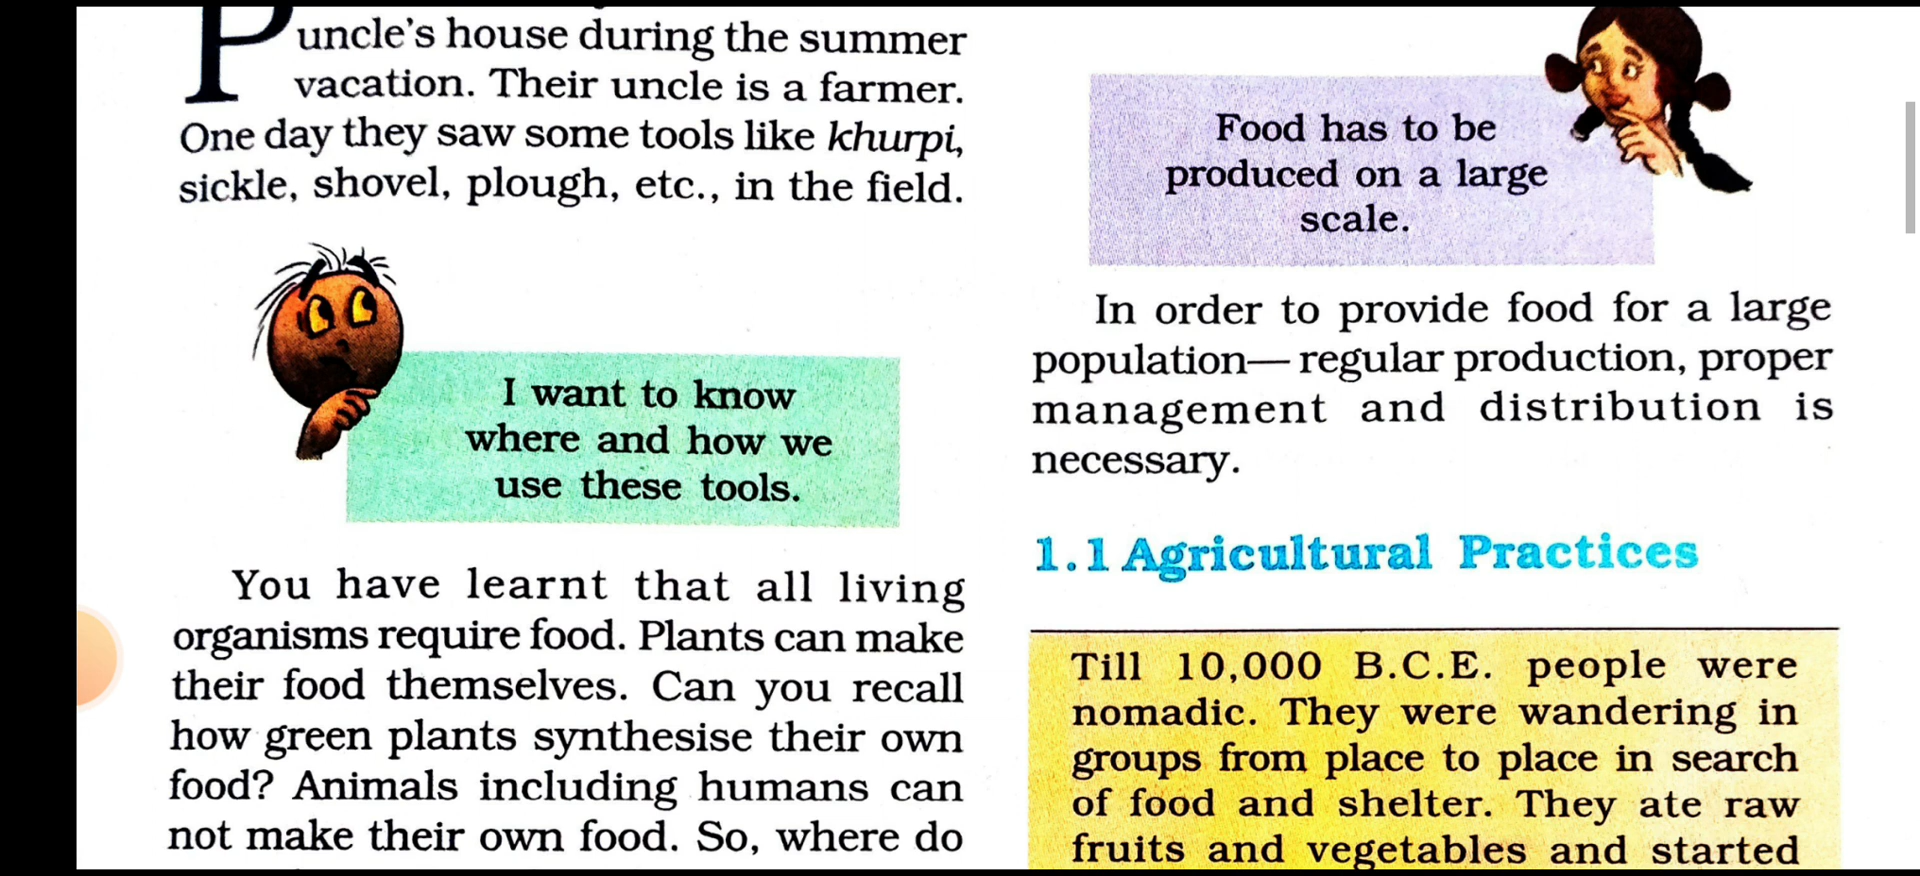 P
uncle's house during the summer
vacation. Their uncle is a farmer.
One day they saw some tools like khurpi,
sickle, shovel, plough, etc., in the field.
I want to know
where and how we
use these tools.
You have learnt that all living
organisms require food. Plants can make
their food themselves. Can you recall
how green plants synthesise their own
food? Animals including humans can
not make their own food. So, where do
Food has to be
produced on a large
scale.
In order to provide food for a large
population— regular production, proper
management and distribution is
necessary.
1.1 Agricultural Practices
Till 10,000 B.C.E. people were
nomadic. They were wandering in
groups from place to place in search
of food and shelter. They ate raw
fruits and vegetables and started